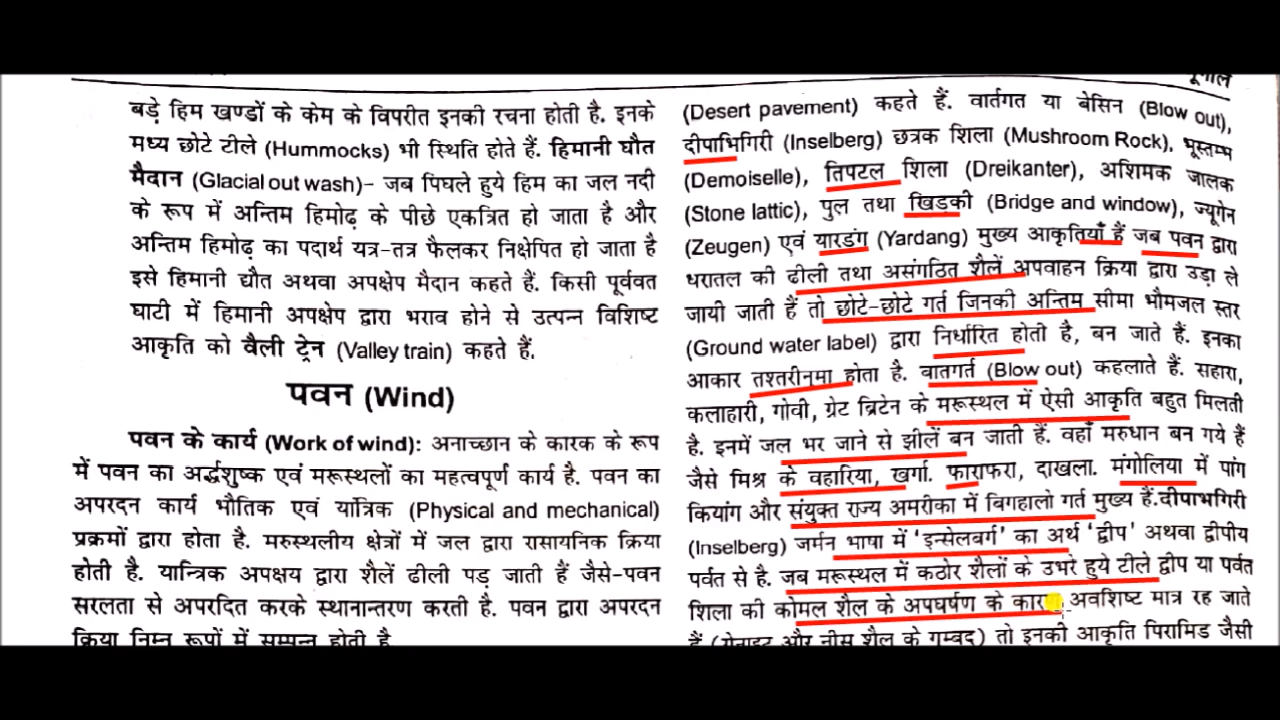 भूगोल
बड़े हिम खण्डों के केम के विपरीत इनकी रचना होती है. इनके
मध्य छोटे टीले (Hummocks) भी स्थिति होते हैं. हिमानी घौत
मैदान (Glacial out wash)- जब पिघले हुये हिम का जल नदी
के रूप में अन्तिम हिमोढ़ के पीछे एकत्रित हो जाता है और
अन्तिम हिमोढ़ का पदार्थ यत्र-तत्र फैलकर निक्षेपित हो जाता है
इसे हिमानी द्यौत अथवा अपक्षेप मैदान कहते हैं. किसी पूर्ववत
घाटी में हिमानी अपक्षेप द्वारा भराव होने से उत्पन्न विशिष्ट
आकृति को वैली ट्रेन (Valley train) कहते हैं.
पवन (Wind)
पवन के कार्य (Work of wind): अनाच्छान के कारक के रूप
में पवन का अर्द्धशुष्क एवं मरूस्थलों का महत्वपूर्ण कार्य है. पवन का
अपरदन कार्य भौतिक एवं यांत्रिक (Physical and mechanical)
प्रक्रमों द्वारा होता है. मरुस्थलीय क्षेत्रों में जल द्वारा रासायनिक क्रिया
होती है. यान्त्रिक अपक्षय द्वारा शैलें ढीली पड़ जाती हैं जैसे-पवन
सरलता से अपरदित करके स्थानान्तरण करती है. पवन द्वारा अपरदन
क्रिया निम्न रूपों में सम्पन्न होती है
(Desert pavement) कहते हैं. वार्तगत या बेसिन (Blow out),
दीपाभिगिरी (Inselberg) छत्रक शिला (Mushroom Rock), भूस्तम्भ
(Demoiselle), तिपटल शिला (Dreikanter), अशिमक जालक
(Stone lattic), पुल तथा खिड़की (Bridge and window), ज्यूगेन
(Zeugen) एवं यारडंग (Yardang) मुख्य आकृतियाँ हैं जब पवन द्वारा
धरातल की ढीली तथा असंगठित शैलें अपवाहन क्रिया द्वारा उड़ा ले
जायी जाती हैं तो छोटे-छोटे गर्त जिनकी अन्तिम सीमा भौमजल स्तर
(Ground water label) द्वारा निर्धारित होती है, बन जाते हैं. इनका
आकार तश्तरीनुमा होता है. वातगर्त (Blow out) कहलाते हैं. सहारा,
कलाहारी, गोवी, ग्रेट ब्रिटेन के मरूस्थल में ऐसी आकृति बहुत मिलती
है. इनमें जल भर जाने से झीलें बन जाती हैं. वहाँ मरुधान बन गये हैं
जैसे मिश्र के वहारिया, खर्गा. फाराफरा, दाखला. मंगोलिया में पांग
कियांग और संयुक्त राज्य अमरीका में बिगहालो गर्त मुख्य हैं.दीपाभगिरी
(Inselberg) जर्मन भाषा में 'इन्सेलबर्ग' का अर्थ 'द्वीप' अथवा द्वीपीय
पर्वत से है. जब मरूस्थल में कठोर शैलों के उभरे हुये टीले द्वीप या पर्वत
शिला की कोमल शैल के अपघर्षण के कारण अवशिष्ट मात्र रह जाते
हैं (ग्रेनाइट और नीस शैल के गुम्बद) तो इनकी आकृति पिरामिड जैसी